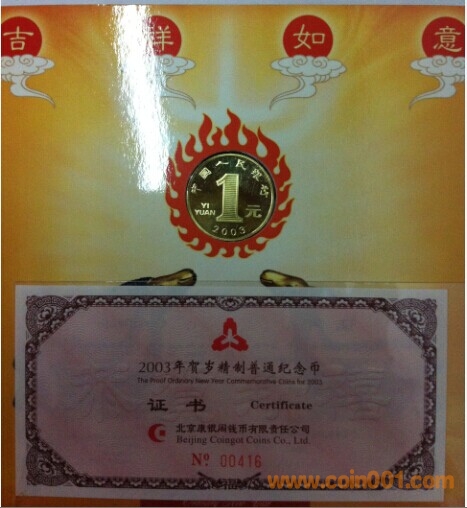 吉祥如意
中國人民銀行
1
YI
YUAN
元
2003
2003年贺岁精制普通纪念币
The Proof Ordinary New Year Commemorative Coins for 2003
证书 Certificate
北京康银阁钱币有限责任公司
Beijing Coingot Coins Co., Ltd.
No 00416
www.coin001.com